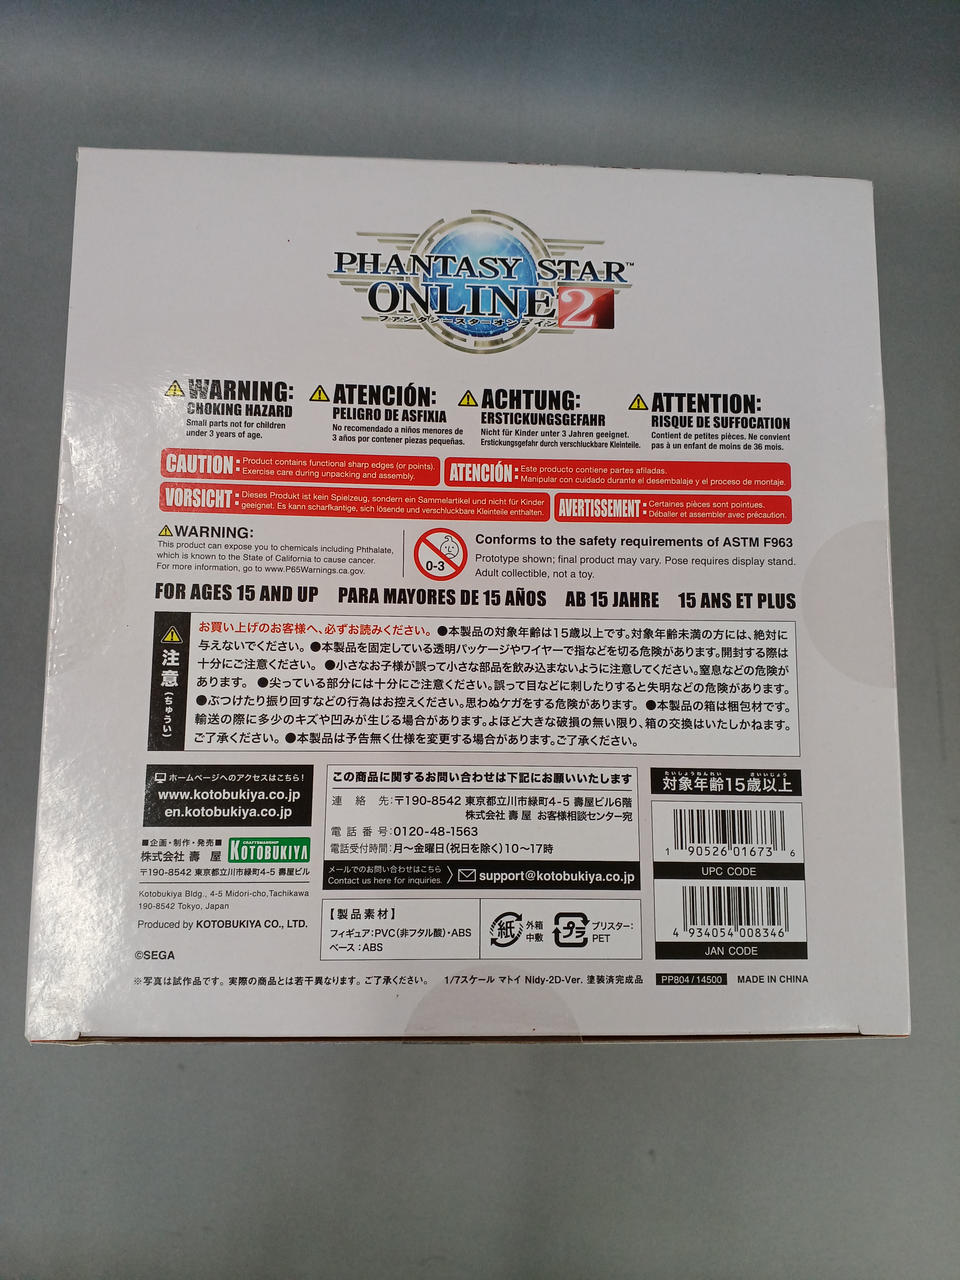 PHANTASY STAR™
ONLINE 2
ファンタシースターオンライン
WARNING:
CHOKING HAZARD
Small parts not for children
under 3 years of age.
ATENCIÓN:
PELIGRO DE ASFIXIA
No recomendado a niños menores de
3 años por contener piezas pequeñas.
ACHTUNG:
ERSTICKUNGSGEFAHR
Nicht für Kinder unter 3 Jahren geeignet.
Erstickungsgefahr durch verschluckbare Kleinteile.
ATTENTION:
RISQUE DE SUFFOCATION
Contient de petites pièces. Ne convient
pas à un enfant de moins de 36 mois.
CAUTION
Product contains functional sharp edges (or points).
Exercise care during unpacking and assembly.
ATENCIÓN
Este producto contiene partes afiladas.
Manipular con cuidado durante el desembalaje y el proceso de montaje.
VORSICHT
Dieses Produkt ist kein Spielzeug, sondern ein Sammelartikel und nicht für Kinder
geeignet. Es kann scharfkantige, sich lösende und verschluckbare Kleinteile enthalten.
AVERTISSEMENT
Certaines pièces sont pointues.
Déballer et assembler avec précaution.
WARNING:
This product can expose you to chemicals including Phthalate,
which is known to the State of California to cause cancer.
For more information, go to www.P65Warnings.ca.gov.
0-3
Conforms to the safety requirements of ASTM F963
Prototype shown; final product may vary. Pose requires display stand.
Adult collectible, not a toy.
FOR AGES 15 AND UP PARA MAYORES DE 15 AÑOS AB 15 JAHRE 15 ANS ET PLUS
注意(ちゅうい)
お買い上げのお客様へ、必ずお読みください。●本製品の対象年齢は15歳以上です。対象年齢未満の方には、絶対に
与えないでください。●本製品を固定している透明パッケージやワイヤーで指などを切る危険があります。開封する際は
十分にご注意ください。●小さなお子様が誤って小さな部品を飲み込まないように注意してください。窒息などの危険が
あります。●尖っている部分には十分にご注意ください。誤って目などに刺したりすると失明などの危険があります。
●ぶつけたり振り回すなどの行為はお控えください。思わぬケガをする危険があります。●本製品の箱は梱包材です。
輸送の際に多少のキズや凹みが生じる場合があります。よほど大きな破損の無い限り、箱の交換はいたしかねます。
ご了承ください。●本製品は予告無く仕様を変更する場合があります。ご了承ください。
ホームページへのアクセスはこちら!
www.kotobukiya.co.jp
en.kotobukiya.co.jp
■企画・制作・発売■
株式会社 壽屋
CRAFTSMANSHIP
KOTOBUKIYA
〒190-8542 東京都立川市緑町4-5 壽屋ビル
Kotobukiya Bldg., 4-5 Midori-cho,Tachikawa
190-8542 Tokyo, Japan
Produced by KOTOBUKIYA CO., LTD.
©SEGA
この商品に関するお問い合わせは下記にお願いいたします
連絡先:〒190-8542 東京都立川市緑町4-5 壽屋ビル6階
株式会社 壽屋 お客様相談センター宛
電話番号:0120-48-1563
電話受付時間:月~金曜日(祝日を除く)10~17時
メールでのお問い合わせはこちら
Contact us here for inquiries.
support@kotobukiya.co.jp
【製品素材】
フィギュア:PVC(非フタル酸)・ABS
ベース:ABS
紙
外箱
中敷
プラ
ブリスター:
PET
たいしょうねんれい さいいじょう
対象年齢15歳以上
1 90526 01673 6
UPC CODE
4 934054 008346
JAN CODE
※写真は試作品です。実際の商品とは若干異なります。ご了承ください。 1/7スケール マトイ Nidy-2D-Ver. 塗装済完成品 PP804/14500 MADE IN CHINA